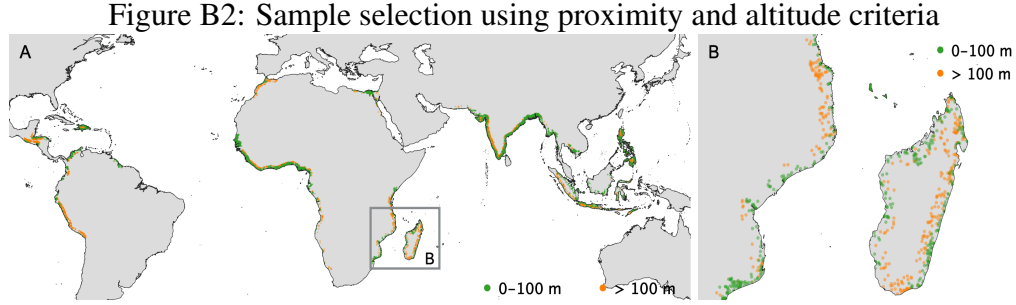 Figure B2: Sample selection using proximity and altitude criteria
A
B
0–100 m
> 100 m
B
0–100 m
> 100 m